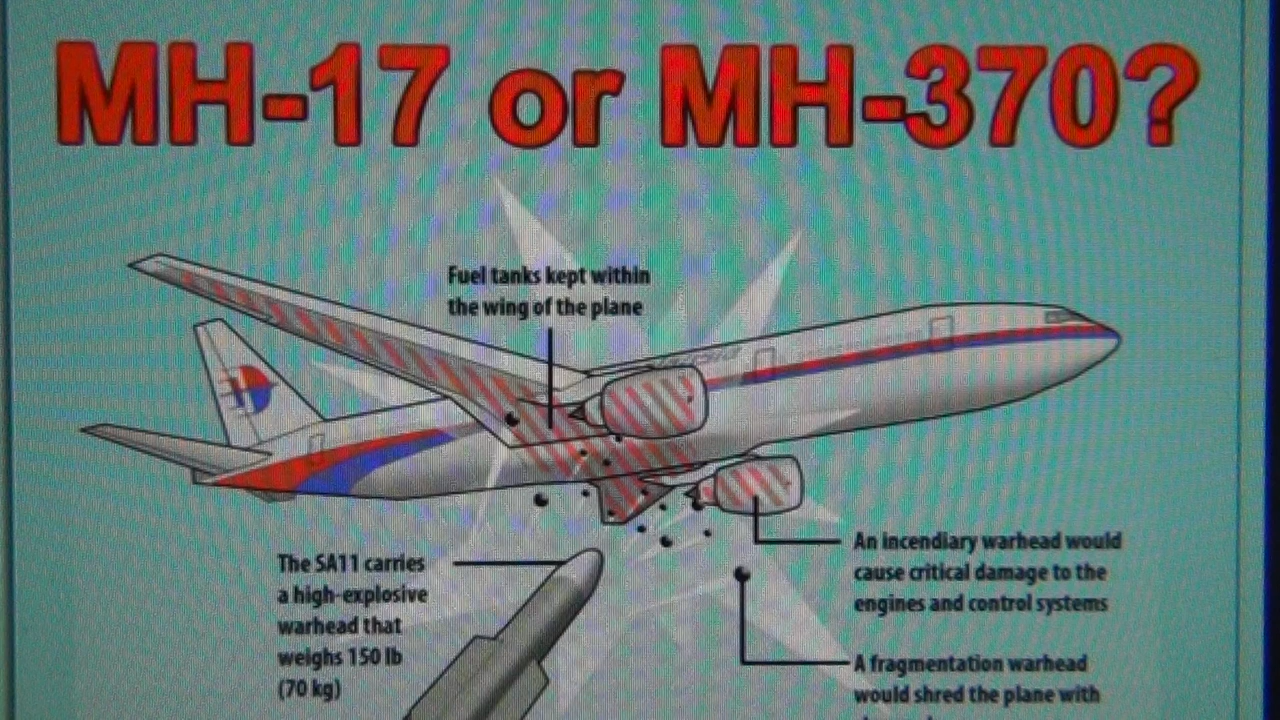 MH-17 or MH-370?
Fuel tanks kept within
the wing of the plane
The SA11 carries
a high-explosive
warhead that
weighs 150 lb
(70 kg)
An incendiary warhead would
cause critical damage to the
engines and control systems
A fragmentation warhead
would shred the plane with